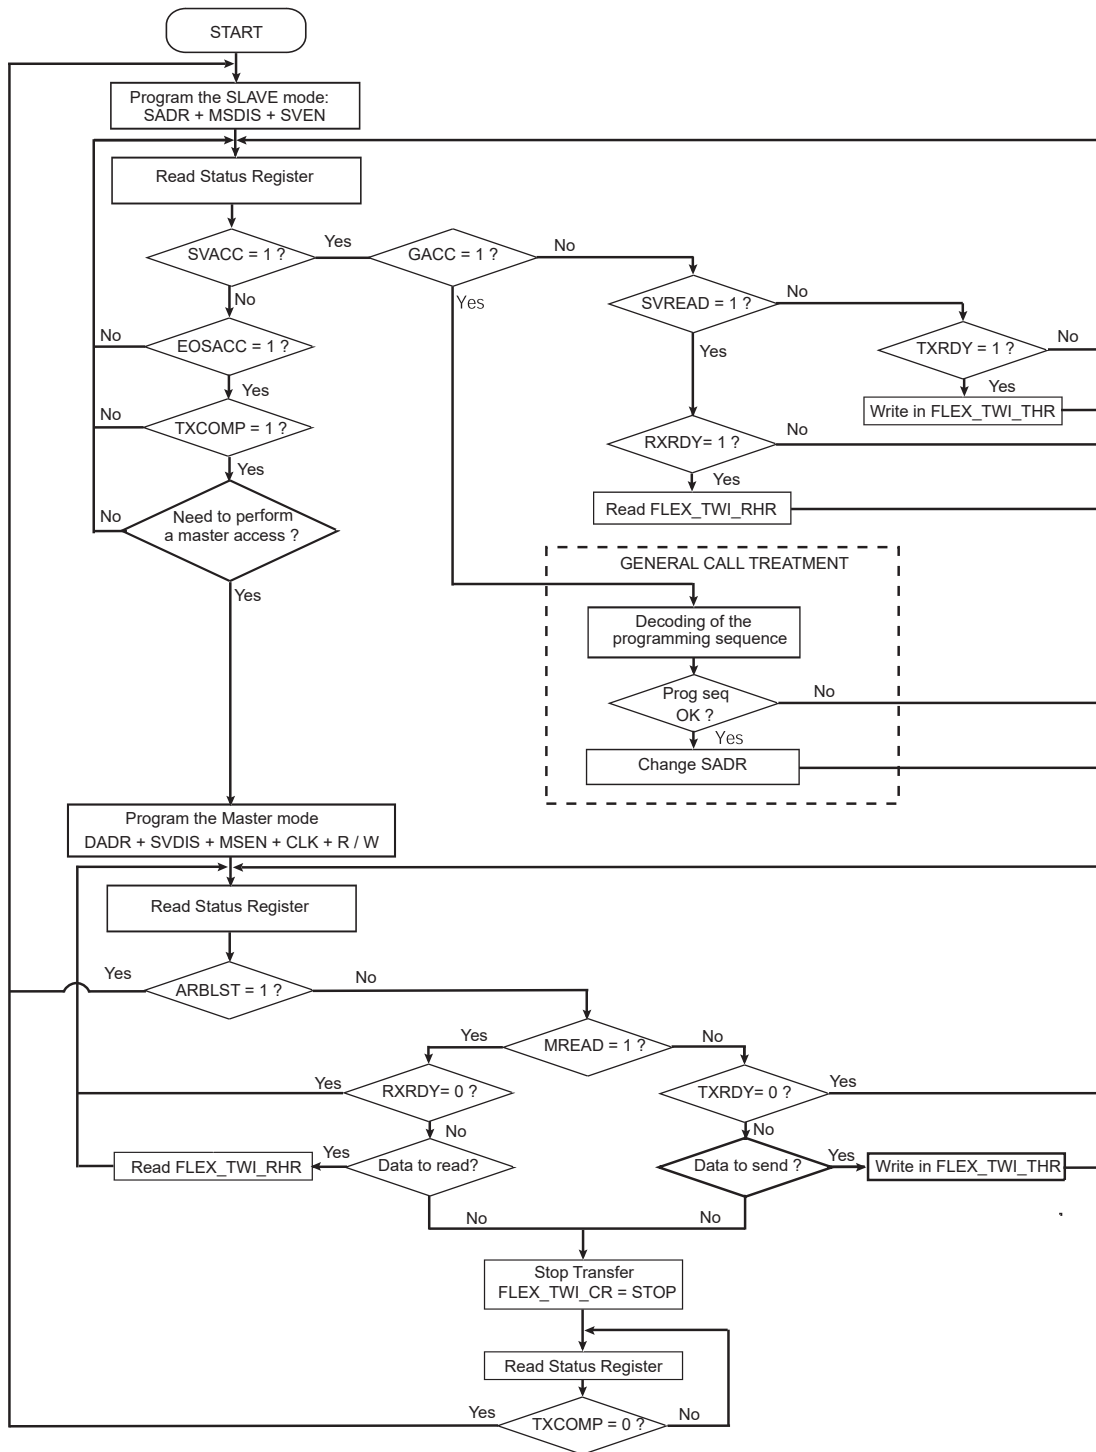 START
Program the SLAVE mode:
SADR + MSDIS + SVEN
Read Status Register
SVACC = 1 ?
Yes
GACC = 1 ?
No
No
Yes
SVREAD = 1 ?
No
EOSACC = 1 ?
No
Yes
TXRDY = 1 ?
No
Yes
Yes
Write in FLEX_TWI_THR
TXCOMP = 1 ?
No
Yes
RXRDY= 1 ?
No
Yes
Read FLEX_TWI_RHR
Need to perform
a master access ?
No
Yes
GENERAL CALL TREATMENT
Decoding of the
programming sequence
Prog seq
OK ?
No
Yes
Change SADR
Program the Master mode
DADR + SVDIS + MSEN + CLK + R / W
Read Status Register
ARBLST = 1 ?
Yes
No
MREAD = 1 ?
Yes
No
RXRDY= 0 ?
Yes
TXRDY= 0 ?
Yes
No
No
Read FLEX_TWI_RHR
Yes
Data to read?
Data to send ?
Yes
Write in FLEX_TWI_THR
No
No
Stop Transfer
FLEX_TWI_CR = STOP
Read Status Register
Yes
TXCOMP = 0 ?
No